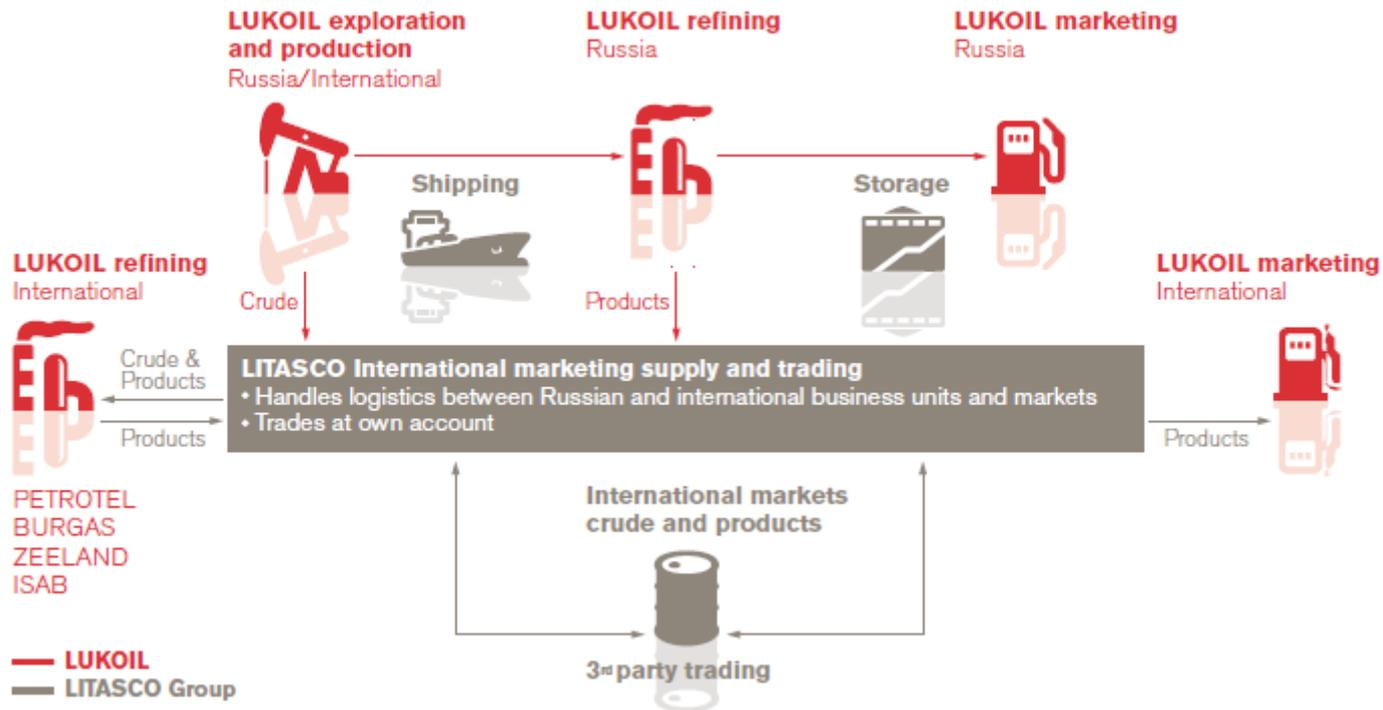 LUKOIL exploration
and production
Russia/International
LUKOIL refining
Russia
LUKOIL marketing
Russia
Shipping
Storage
LUKOIL refining
International
LUKOIL marketing
International
Crude
Products
Crude &
Products
Products
LITASCO International marketing supply and trading
• Handles logistics between Russian and international business units and markets
• Trades at own account
Products
PETROTEL
BURGAS
ZEELAND
ISAB
International markets
crude and products
3rd party trading
LUKOIL
LITASCO Group